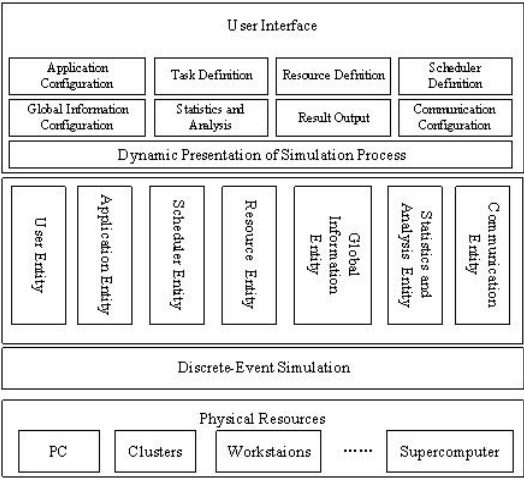 User Interface
Application
Configuration
Task Definition
Resource Definition
Scheduler
Definition
Global Information
Configuration
Statistics and
Analysis
Result Output
Communication
Configuration
Dynamic Presentation of Simulation Process
User Entity
Application Entity
Scheduler Entity
Resource Entity
Global
Information
Entity
Statistics and
Analysis Entity
Communication
Entity
Discrete-Event Simulation
Physical Resources
PC
Clusters
Workstaions
······
Supercomputer